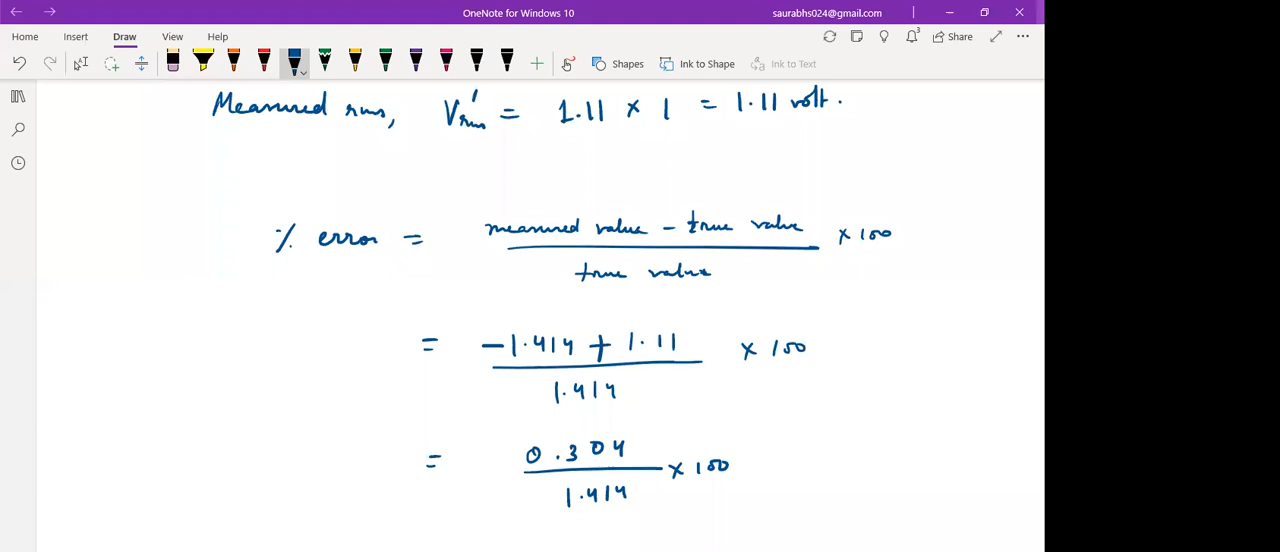 OneNote for Windows 10
saurabhs024@gmail.com
Home Insert Draw View Help
3 Share
Shapes Ink to Shape Ink to Text
Measured rms, V'rms = 1.11 × 1 = 1.11 volt.
% error = measured value - true value × 100
true value
= -1.414 + 1.11 × 100
1.414
= 0.304 × 100
1.414